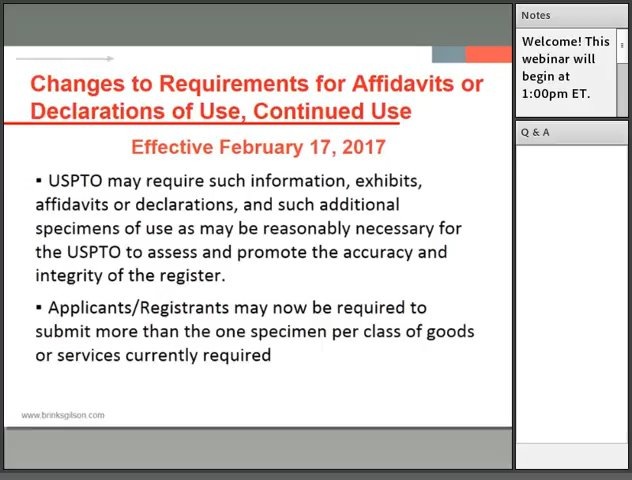 Changes to Requirements for Affidavits or
Declarations of Use, Continued Use
Effective February 17, 2017
▪ USPTO may require such information, exhibits,
affidavits or declarations, and such additional
specimens of use as may be reasonably necessary for
the USPTO to assess and promote the accuracy and
integrity of the register.
▪ Applicants/Registrants may now be required to
submit more than the one specimen per class of goods
or services currently required
www.brinksgilson.com
Notes
Welcome! This
webinar will
begin at
1:00pm ET.
Q & A